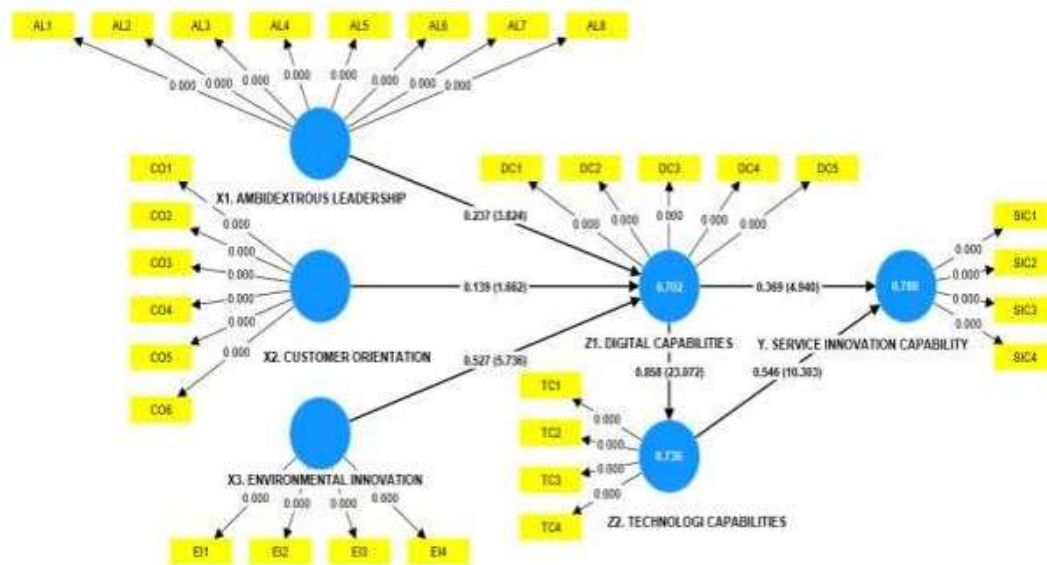 AL1 AL2 AL3 AL4 AL5 AL6 AL7 AL8
0.000 0.000 0.000 0.000 0.000 0.000 0.000 0.000
X1. AMBIDEXTROUS LEADERSHIP
CO1
CO2
CO3
CO4
CO5
CO6
0.000
0.000
0.000
0.000
0.000
0.000
X2. CUSTOMER ORIENTATION
X3. ENVIRONMENTAL INNOVATION
0.000 0.000 0.000 0.000
EI1 EI2 EI3 EI4
0.237 (3.824)
0.139 (1.662)
0.527 (5.736)
DC1 DC2 DC3 DC4 DC5
0.000 0.000 0.000 0.000 0.000
0.702
Z1. DIGITAL CAPABILITIES
0.369 (4.940)
0.858 (23.072)
0.546 (10.303)
TC1
TC2
TC3
TC4
0.000
0.000
0.000
0.000
0.736
Z2. TECHNOLOGI CAPABILITIES
Y. SERVICE INNOVATION CAPABILITY
0.000
0.000
0.000
0.000
SIC1
SIC2
SIC3
SIC4